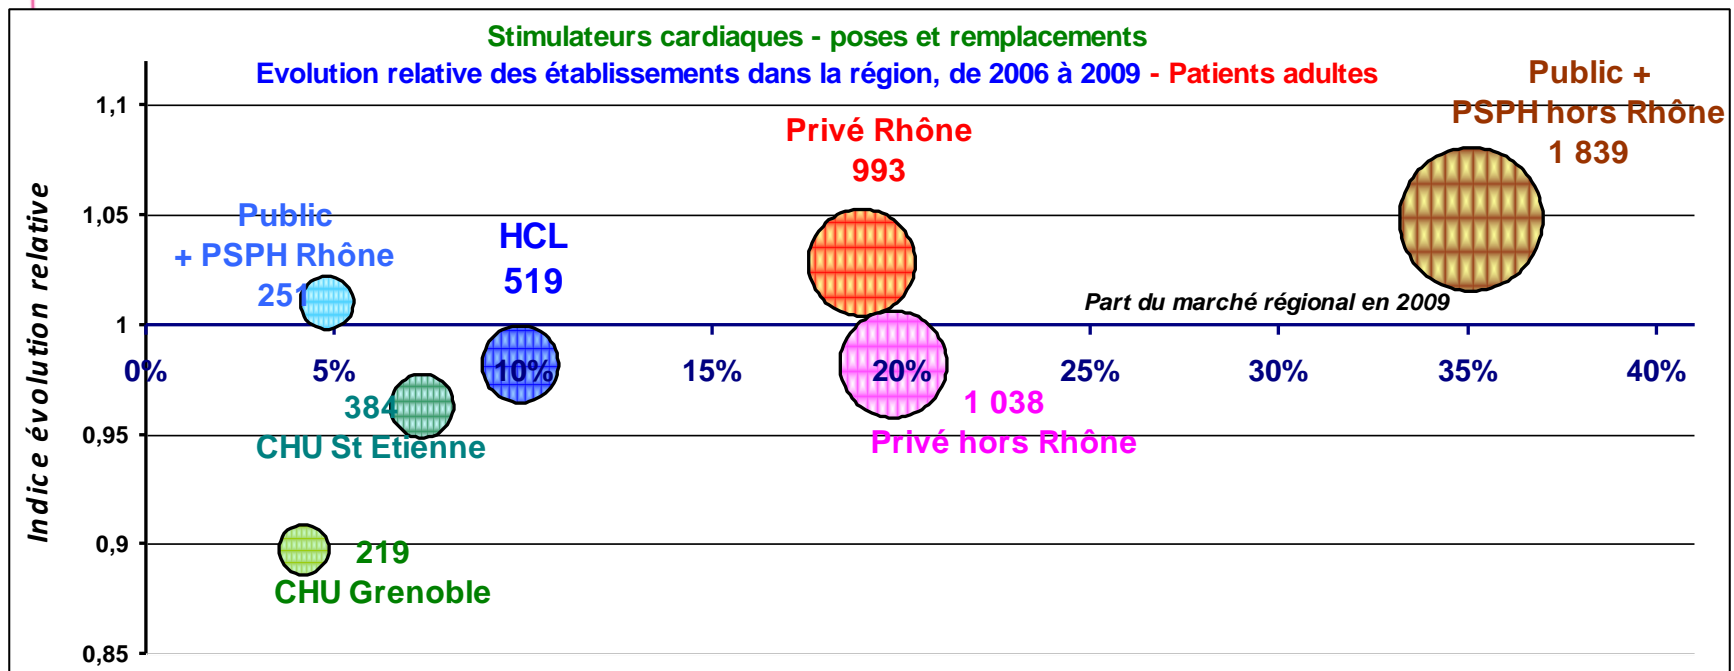 Stimulateurs cardiaques - poses et remplacements
Evolution relative des établissements dans la région, de 2006 à 2009 - Patients adultes
Indice évolution relative
1,1
1,05
1
0,95
0,9
0,85
Public +
PSPH hors Rhône
1 839
Privé Rhône
993
Public
+ PSPH Rhône
251
HCL
519
Part du marché régional en 2009
0% 5% 10% 15% 20% 25% 30% 35% 40%
384
CHU St Etienne
1 038
Privé hors Rhône
219
CHU Grenoble